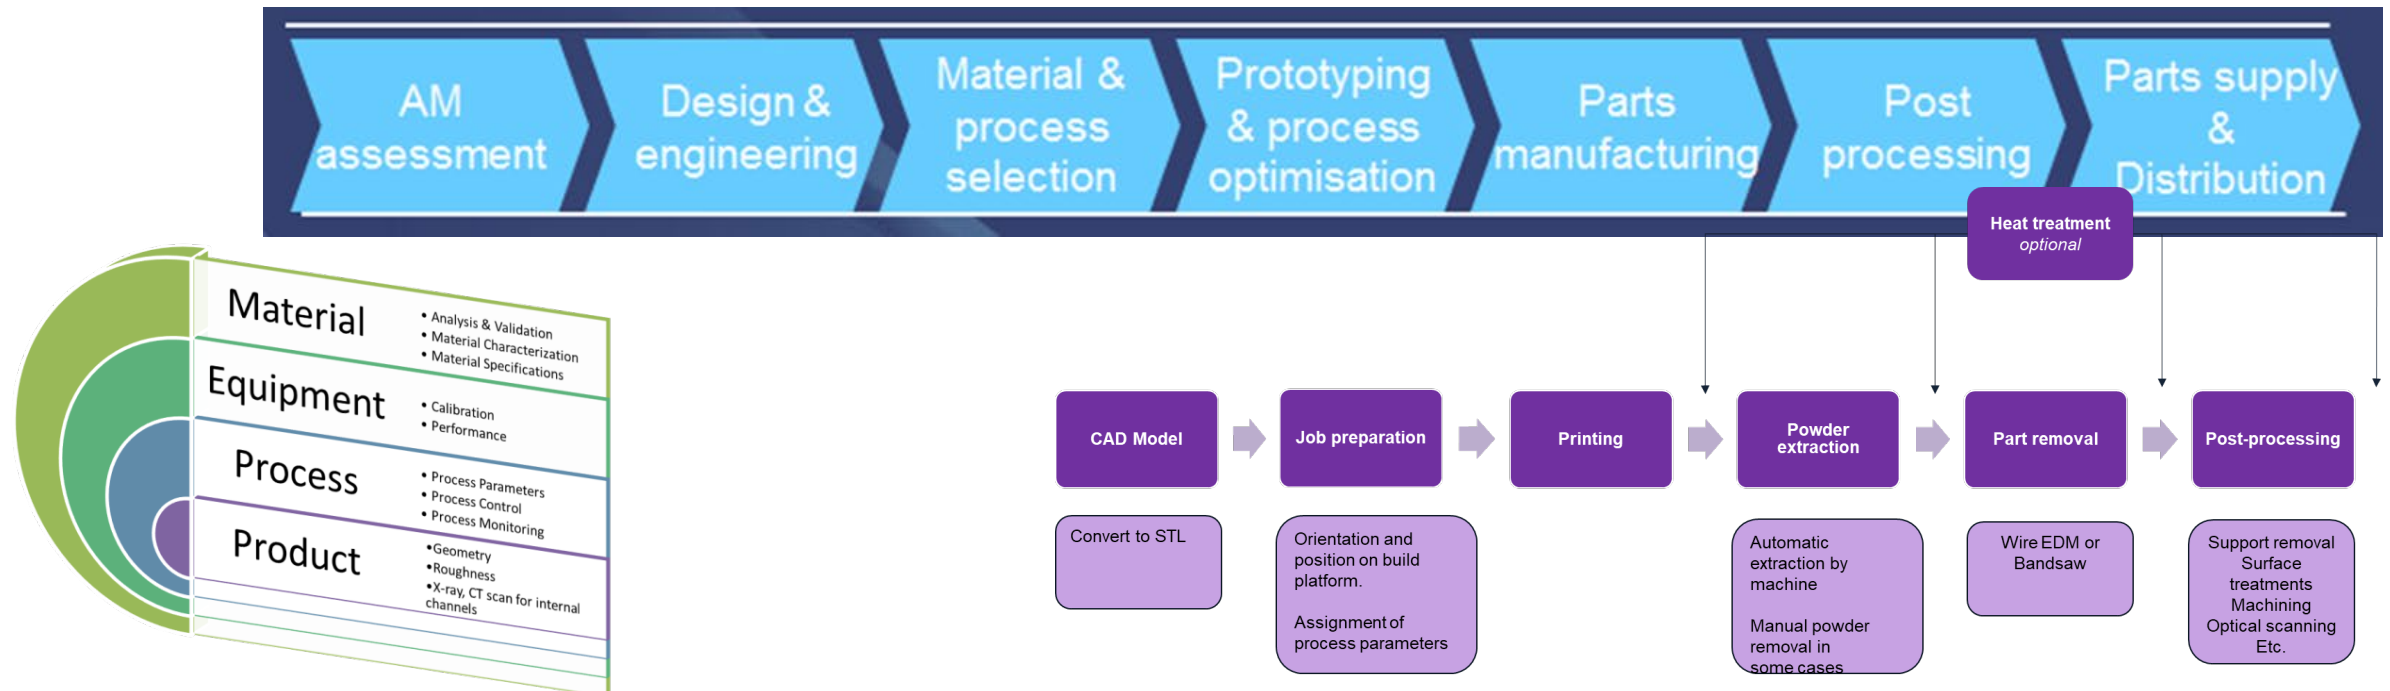 AM
assessment
Design &
engineering
Material &
process
selection
Prototyping
& process
optimisation
Parts
manufacturing
Post
processing
Parts supply
&
Distribution
Heat treatment
optional
Material
• Analysis & Validation
• Material Characterization
• Material Specifications
Equipment
• Calibration
• Performance
Process
• Process Parameters
• Process Control
• Process Monitoring
Product
•Geometry
•Roughness
•X-ray, CT scan for internal
channels
CAD Model
Job preparation
Printing
Powder
extraction
Part removal
Post-processing
Convert to STL
Orientation and
position on build
platform.
Assignment of
process parameters
Automatic
extraction by
machine
Manual powder
removal in
some cases
Wire EDM or
Bandsaw
Support removal
Surface
treatments
Machining
Optical scanning
Etc.